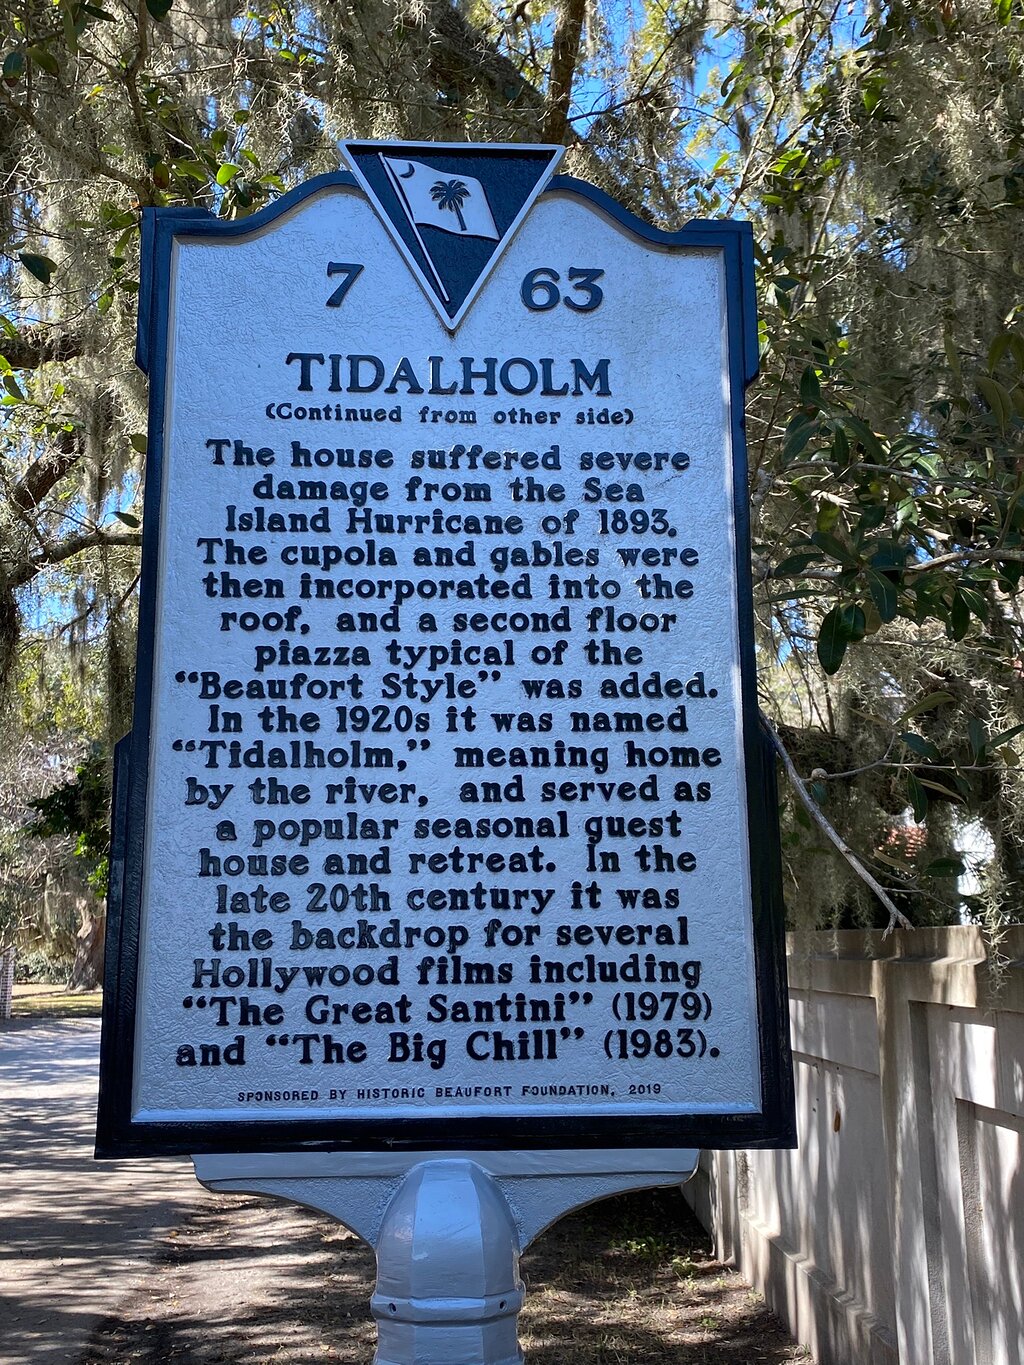 7 63
TIDALHOLM
(Continued from other side)
The house suffered severe
damage from the Sea
Island Hurricane of 1893.
The cupola and gables were
then incorporated into the
roof, and a second floor
piazza typical of the
“Beaufort Style” was added.
In the 1920s it was named
“Tidalholm,” meaning home
by the river, and served as
a popular seasonal guest
house and retreat. In the
late 20th century it was
the backdrop for several
Hollywood films including
“The Great Santini” (1979)
and “The Big Chill” (1983).
SPONSORED BY HISTORIC BEAUFORT FOUNDATION, 2019